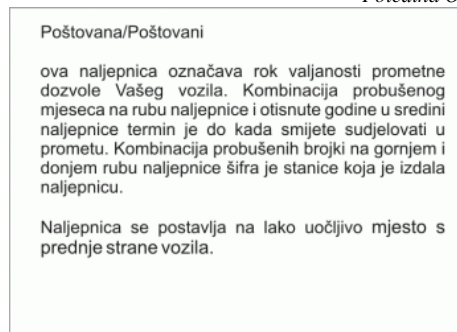 Poštovana/Poštovani
ova naljepnica označava rok valjanosti prometne
dozvole Vašeg vozila. Kombinacija probušenog
mjeseca na rubu naljepnice i otisnute godine u sredini
naljepnice termin je do kada smijete sudjelovati u
prometu. Kombinacija probušenih brojki na gornjem i
donjem rubu naljepnice šifra je stanice koja je izdala
naljepnicu.
Naljepnica se postavlja na lako uočljivo mjesto s
prednje strane vozila.